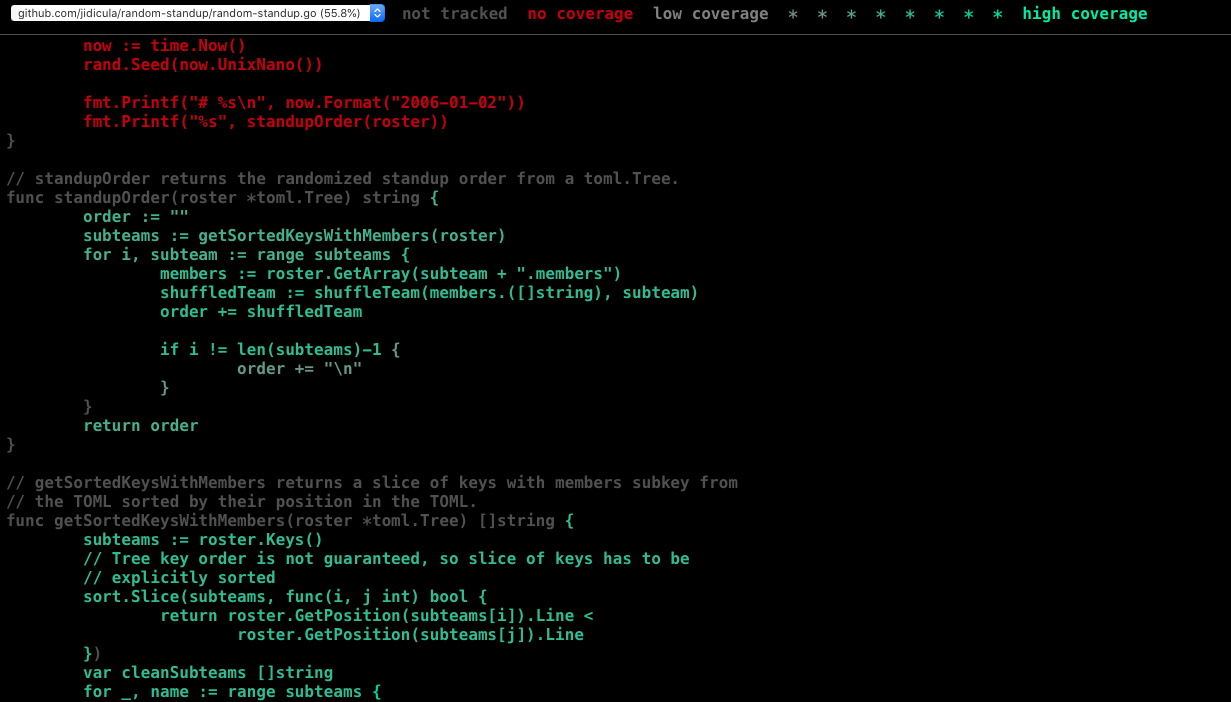 github.com/jidicula/random-standup/random-standup.go (55.8%) not tracked no coverage low coverage * * * * * * * * high coverage
now := time.Now()
rand.Seed(now.UnixNano())
fmt.Printf("# %s\n", now.Format("2006-01-02"))
fmt.Printf("%s", standupOrder(roster))
}
// standupOrder returns the randomized standup order from a toml.Tree.
func standupOrder(roster *toml.Tree) string {
order := ""
subteams := getSortedKeysWithMembers(roster)
for i, subteam := range subteams {
members := roster.GetArray(subteam + ".members")
shuffledTeam := shuffleTeam(members.([]string), subteam)
order += shuffledTeam
if i != len(subteams)-1 {
order += "\n"
}
}
return order
}
// getSortedKeysWithMembers returns a slice of keys with members subkey from
// the TOML sorted by their position in the TOML.
func getSortedKeysWithMembers(roster *toml.Tree) []string {
subteams := roster.Keys()
// Tree key order is not guaranteed, so slice of keys has to be
// explicitly sorted
sort.Slice(subteams, func(i, j int) bool {
return roster.GetPosition(subteams[i]).Line <
roster.GetPosition(subteams[j]).Line
})
var cleanSubteams []string
for _, name := range subteams {